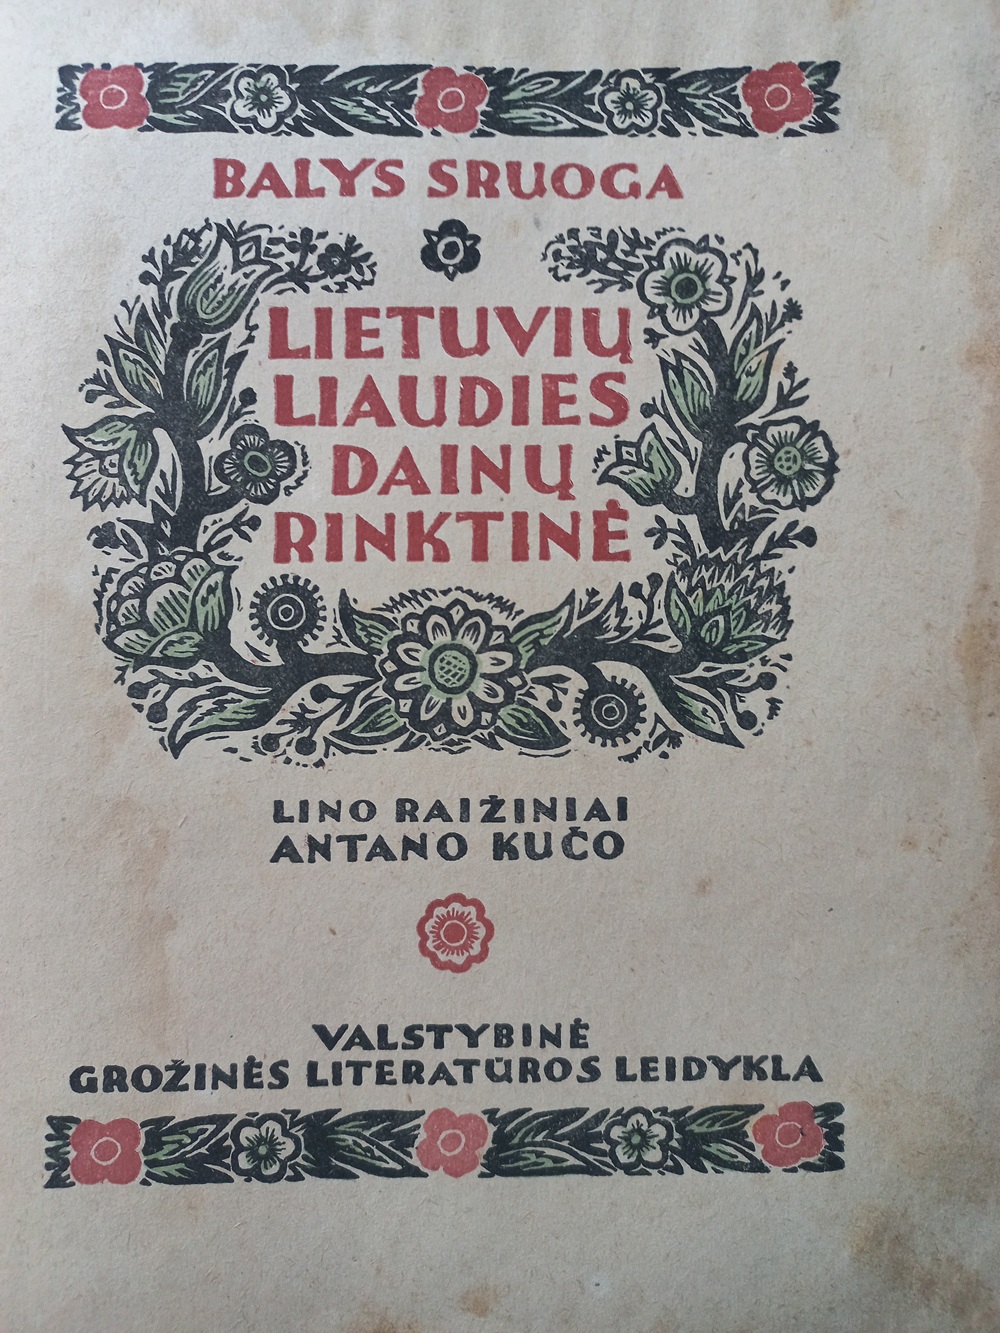 BALYS SRUOGA
LIETUVIŲ
LIAUDIES
DAINŲ
RINKTINĖ
LINO RAIŽINIAI
ANTANO KUČO
VALSTYBINĖ
GROŽINĖS LITERATŪROS LEIDYKLA